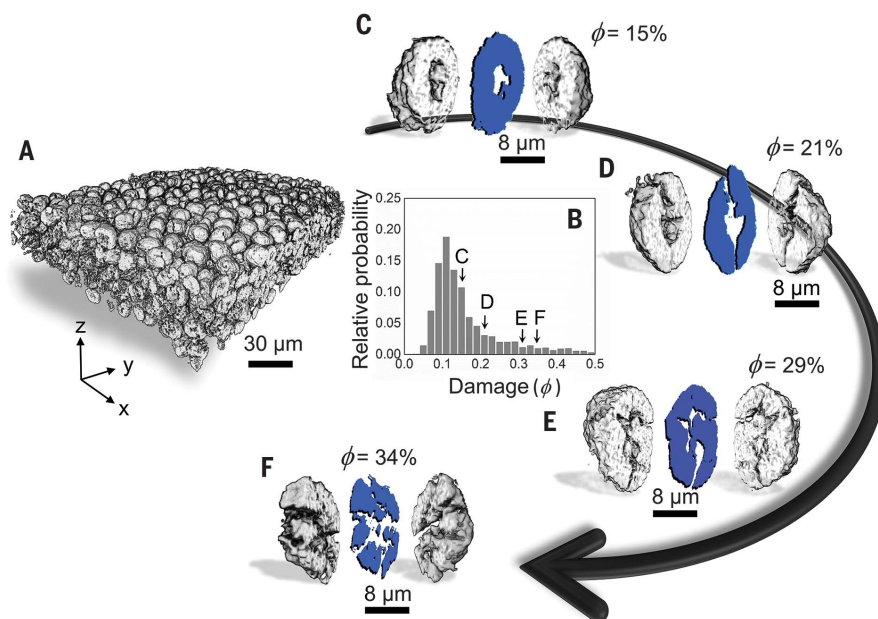 C
ϕ= 15%
8 µm
A
D
ϕ= 21%
8 µm
B
Relative probability
0.25
0.20
0.15
0.10
0.05
0.00
C
D
E F
0.0 0.1 0.2 0.3 0.4 0.5
Damage (ϕ)
z
y
x
30 µm
E
ϕ= 29%
8 µm
F
ϕ= 34%
8 µm